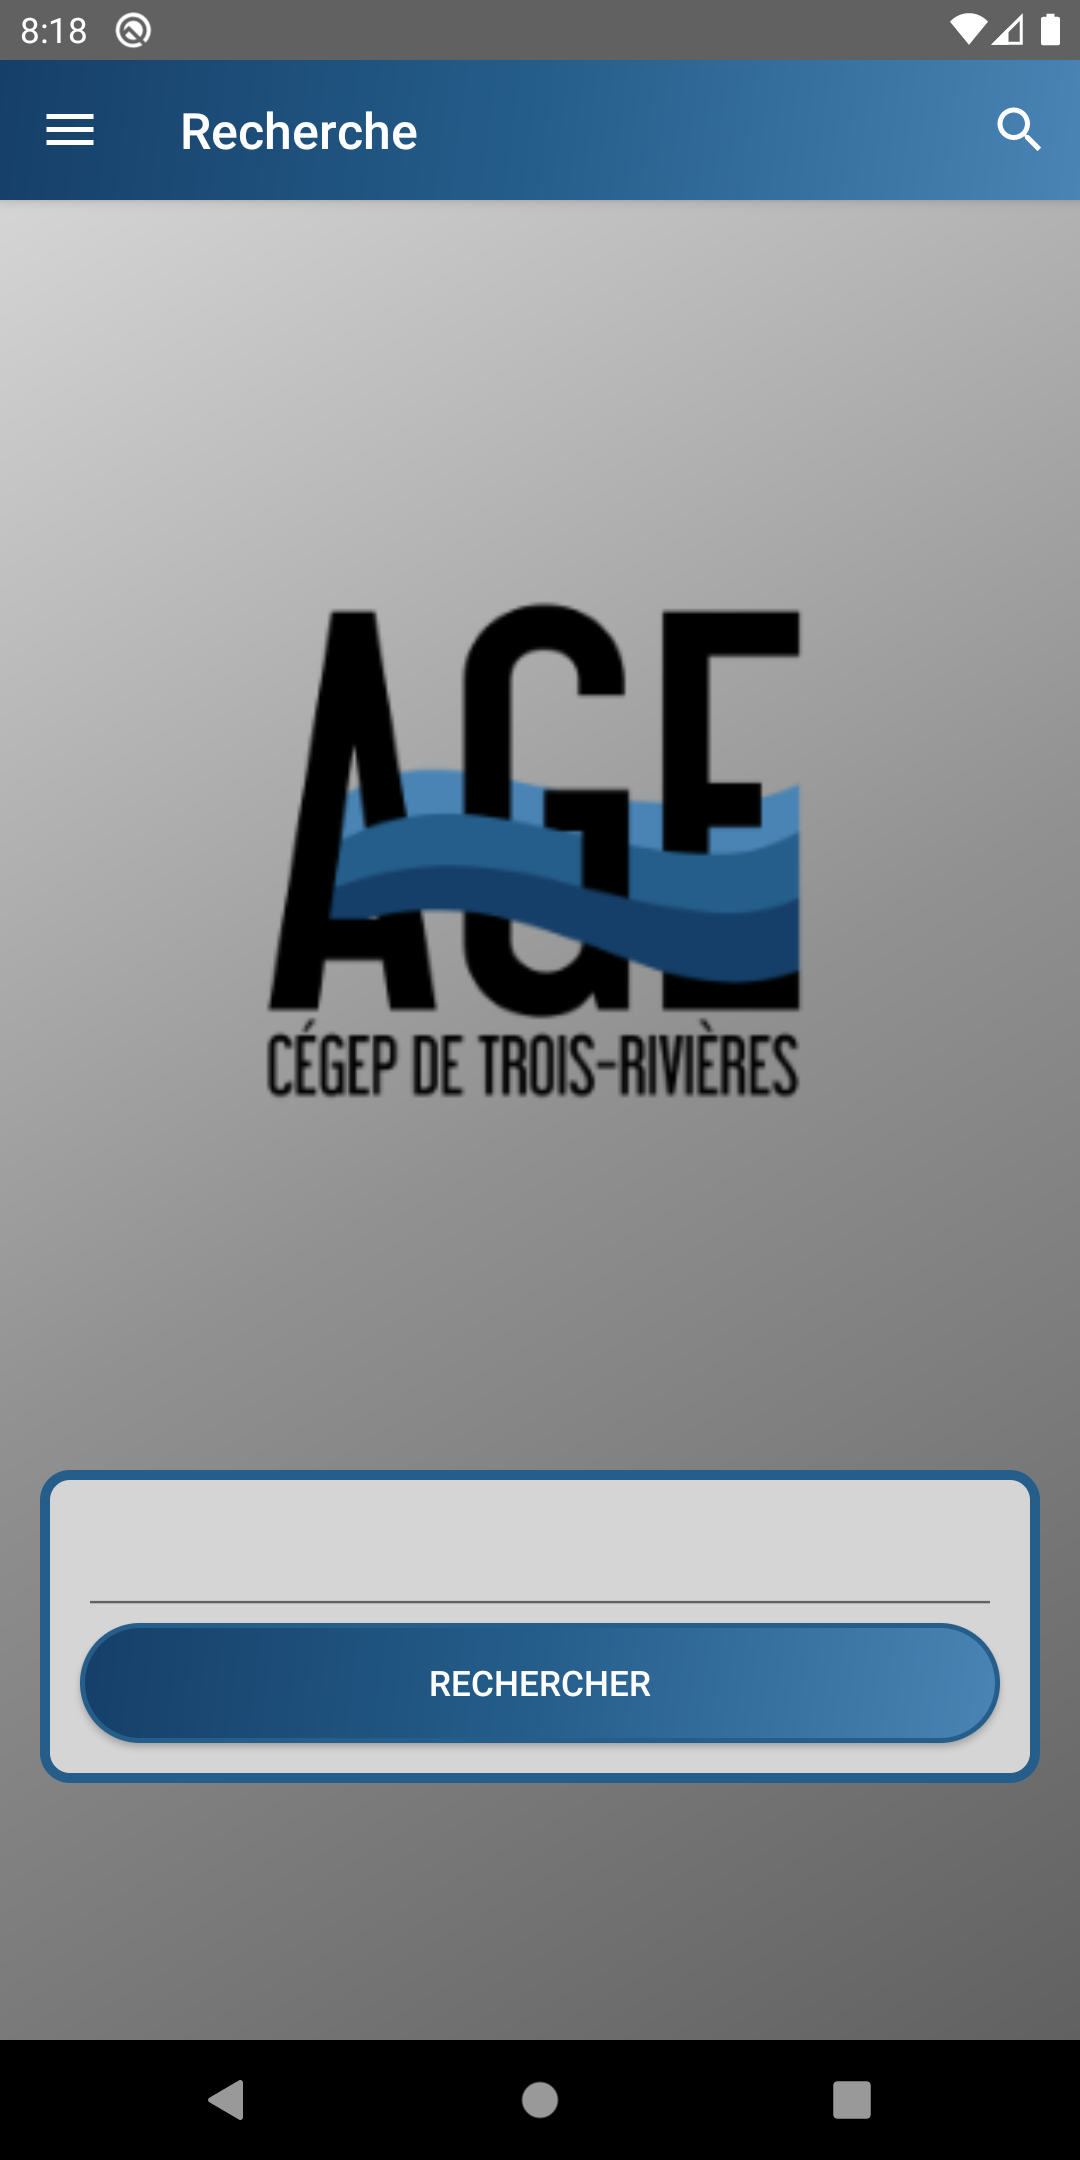 8:18
Recherche
AGE
CÉGEP DE TROIS-RIVIÈRES
RECHERCHER